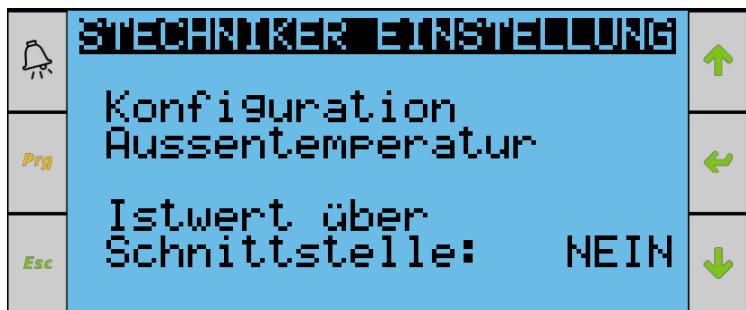 STECHNIKER EINSTELLUNG
Konfiguration
Aussentemperatur
Prg
Istwert über
Schnittstelle: NEIN
Esc